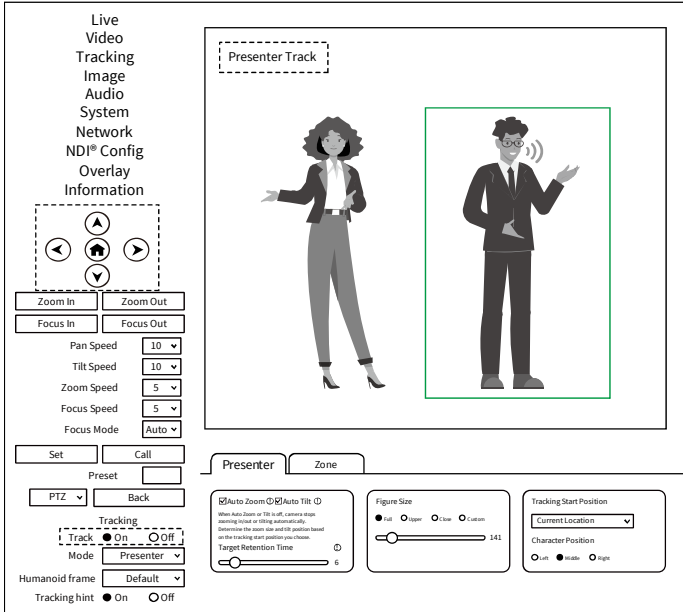 Live
Video
Tracking
Image
Audio
System
Network
NDI® Config
Overlay
Information
Zoom In Zoom Out
Focus In Focus Out
Pan Speed 10
Tilt Speed 10
Zoom Speed 5
Focus Speed 5
Focus Mode Auto
Set Call
Preset
PTZ Back
Tracking
Track On Off
Mode Presenter
Humanoid frame Default
Tracking hint On Off
Presenter Track
Presenter Zone
Auto Zoom Auto Tilt
When Auto Zoom or Tilt is off, camera stops
zooming in/out or tilting automatically.
Determine the zoom size and tilt position based
on the tracking start position you choose.
Target Retention Time
6
Figure Size
Full Upper Close Custom
141
Tracking Start Position
Current Location
Character Position
Left Middle Right